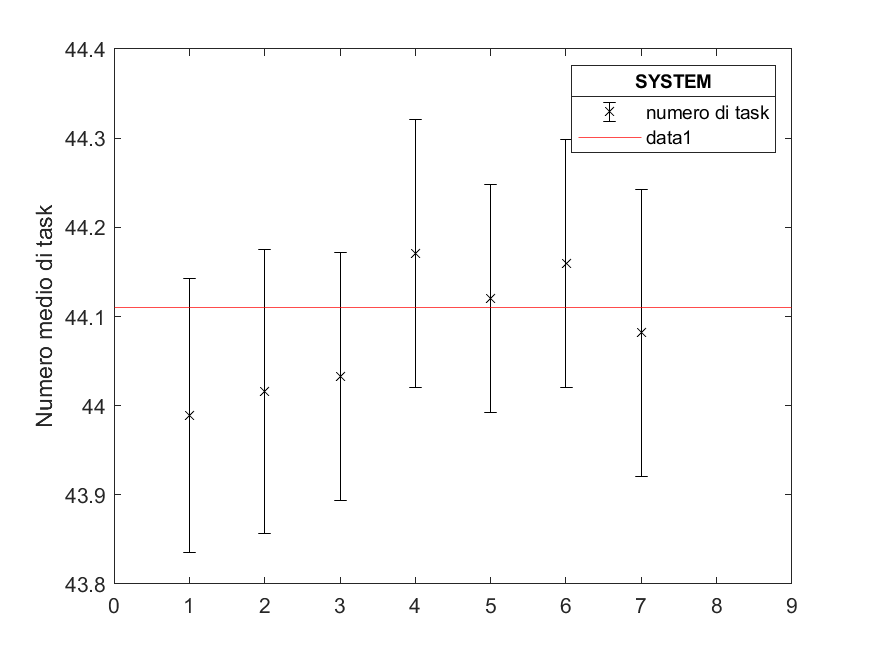 44.4
44.3
44.2
44.1
44
43.9
43.8
Numero medio di task
SYSTEM
numero di task
data1
0 1 2 3 4 5 6 7 8 9